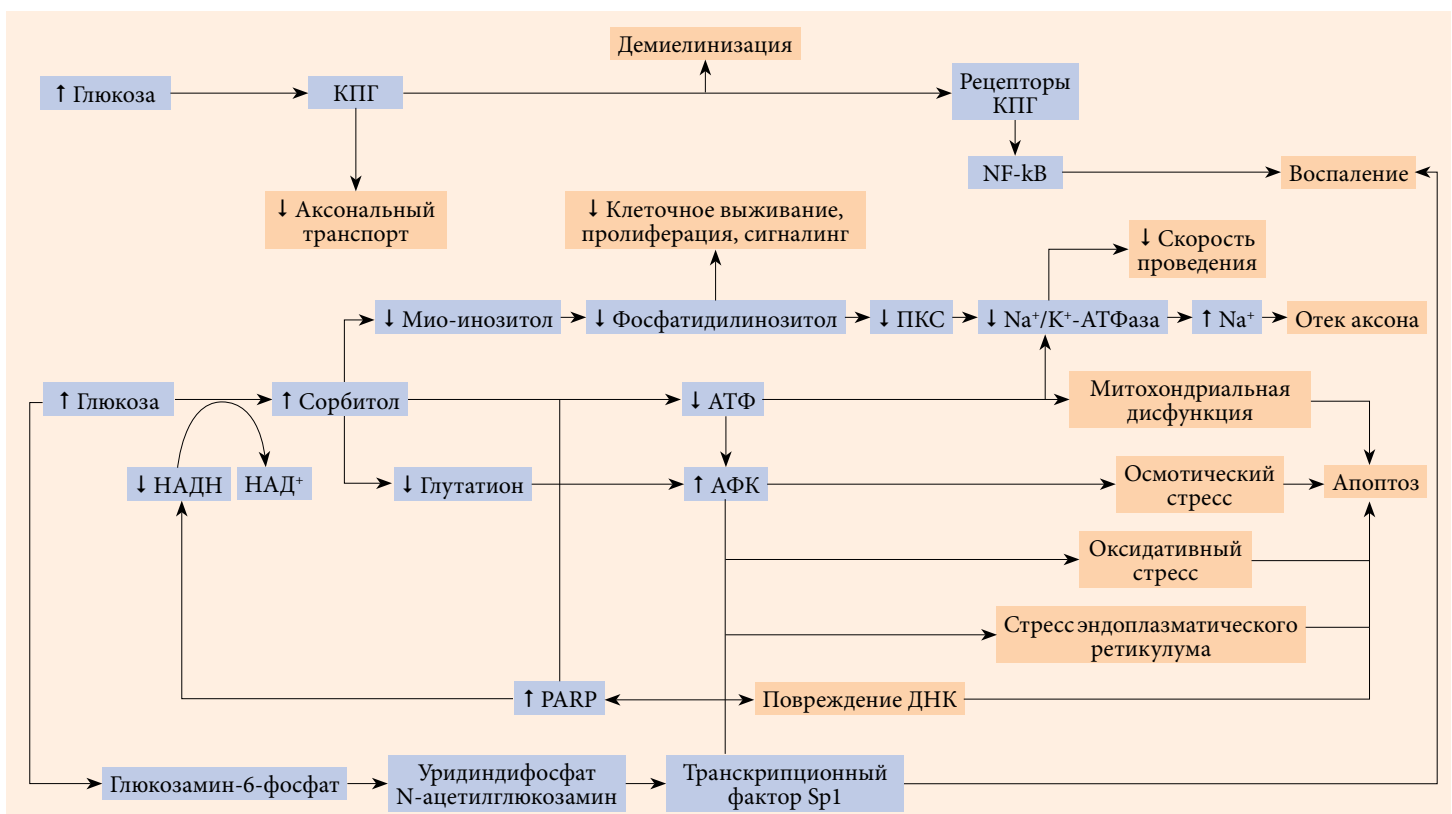 Демиелинизация
↑ Глюкоза
КПГ
Рецепторы
КПГ
NF-kB
Воспаление
↓ Аксональный
транспорт
↓ Клеточное выживание,
пролиферация, сигналинг
↓ Скорость
проведения
↓ Мио-инозитол
↓ Фосфатидилинозитол
↓ ПКС
↓ Na⁺/K⁺-АТФаза
↑ Na⁺
Отек аксона
↑ Глюкоза
↑ Сорбитол
↓ АТФ
Митохондриальная
дисфункция
↓ НАДН
НАД⁺
↓ Глутатион
↑ АФК
Осмотический
стресс
Апоптоз
Оксидативный
стресс
Стресс эндоплазматического
ретикулума
↑ PARP
Повреждение ДНК
Глюкозамин-6-фосфат
Уридиндифосфат
N-ацетилглюкозамин
Транскрипционный
фактор Sp1